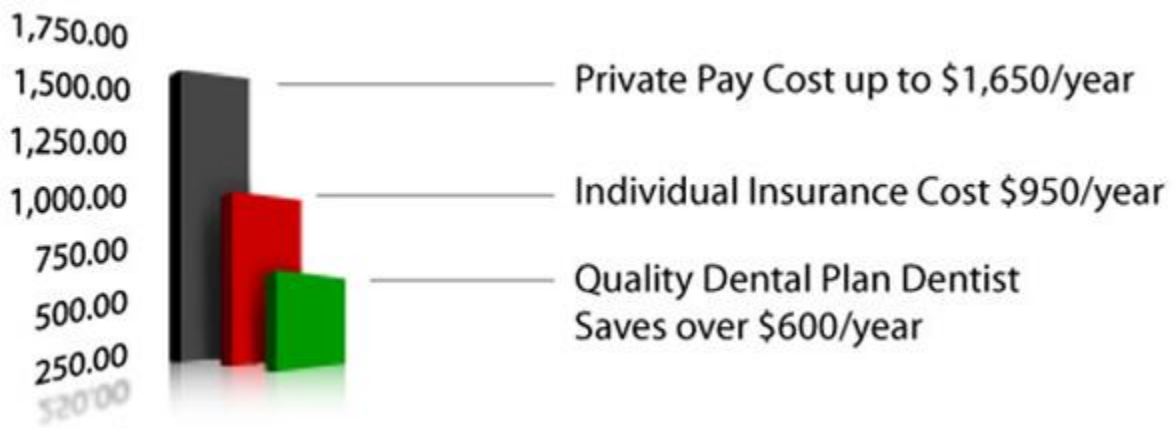 1,750.00
1,500.00
1,250.00
1,000.00
750.00
500.00
250.00
Private Pay Cost up to $1,650/year
Individual Insurance Cost $950/year
Quality Dental Plan Dentist
Saves over $600/year